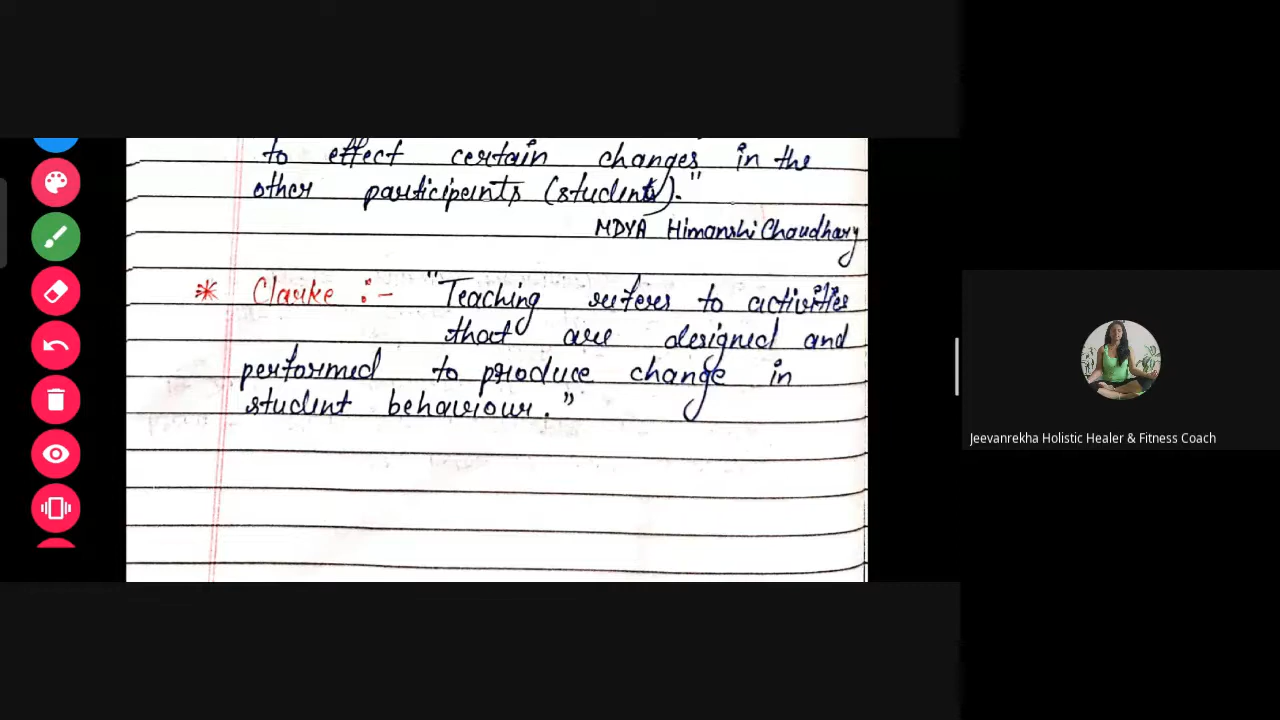 to effect certain changes in the
other participants (students)."
MDYA Himanshi Chaudhary
* Clarke :- "Teaching refers to activities
that are designed and
performed to produce change in
student behaviour."
Jeevanrekha Holistic Healer & Fitness Coach